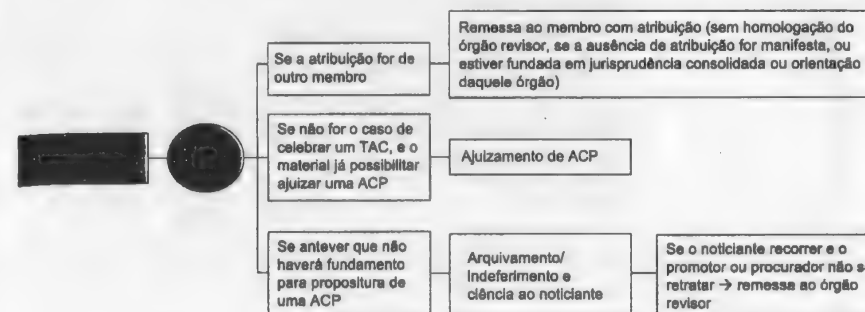 Remessa ao membro com atribuição (sem homologação do
órgão revisor, se a ausência de atribuição for manifesta, ou
estiver fundada em jurisprudência consolidada ou orientação
daquele órgão)
Se a atribuição for de
outro membro
Se não for o caso de
celebrar um TAC, e o
material já possibilitar
ajuizar uma ACP
Ajuizamento de ACP
Se antever que não
haverá fundamento
para propositura de
uma ACP
Arquivamento/
Indeferimento e
ciência ao noticiante
Se o noticiante recorrer e o
promotor ou procurador não s
retratar → remessa ao órgão
revisor